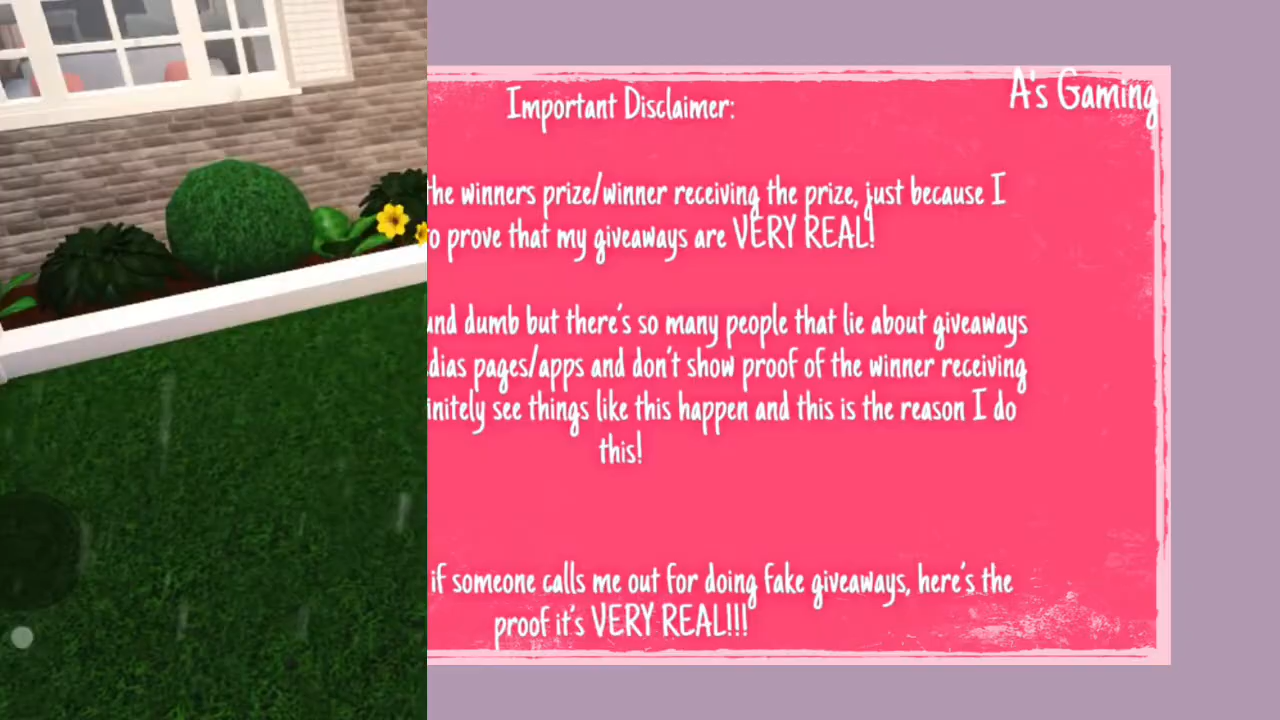 A's Gaming
Important Disclaimer:
the winners prize/winner receiving the prize, just because I
o prove that my giveaways are VERY REAL!
und dumb but there's so many people that lie about giveaways
dias pages/apps and don't show proof of the winner receiving
initely see things like this happen and this is the reason I do
this!
if someone calls me out for doing fake giveaways, here's the
proof it's VERY REAL!!!